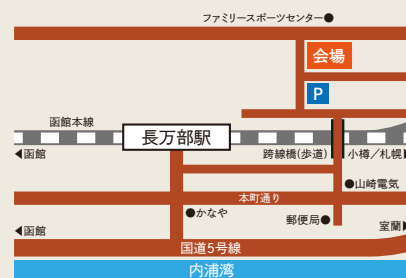 ファミリースポーツセンター●
会場
P
函館本線
長万部駅
◀函館
跨線橋(歩道)
小樽／札幌▶
●山崎電気
本町通り
●かなや
郵便局●
室蘭▶
◀函館
国道5号線
内浦湾